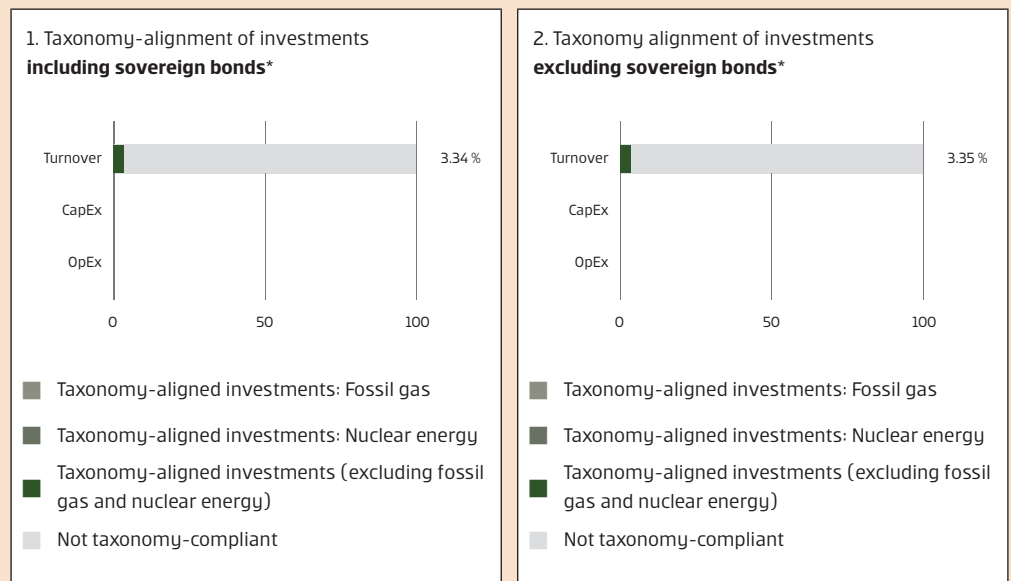 1. Taxonomy-alignment of investments
including sovereign bonds*
Turnover
3.34 %
CapEx
OpEx
0
50
100
Taxonomy-aligned investments: Fossil gas
Taxonomy-aligned investments: Nuclear energy
Taxonomy-aligned investments (excluding fossil
gas and nuclear energy)
Not taxonomy-compliant
2. Taxonomy alignment of investments
excluding sovereign bonds*
Turnover
3.35 %
CapEx
OpEx
0
50
100
Taxonomy-aligned investments: Fossil gas
Taxonomy-aligned investments: Nuclear energy
Taxonomy-aligned investments (excluding fossil
gas and nuclear energy)
Not taxonomy-compliant